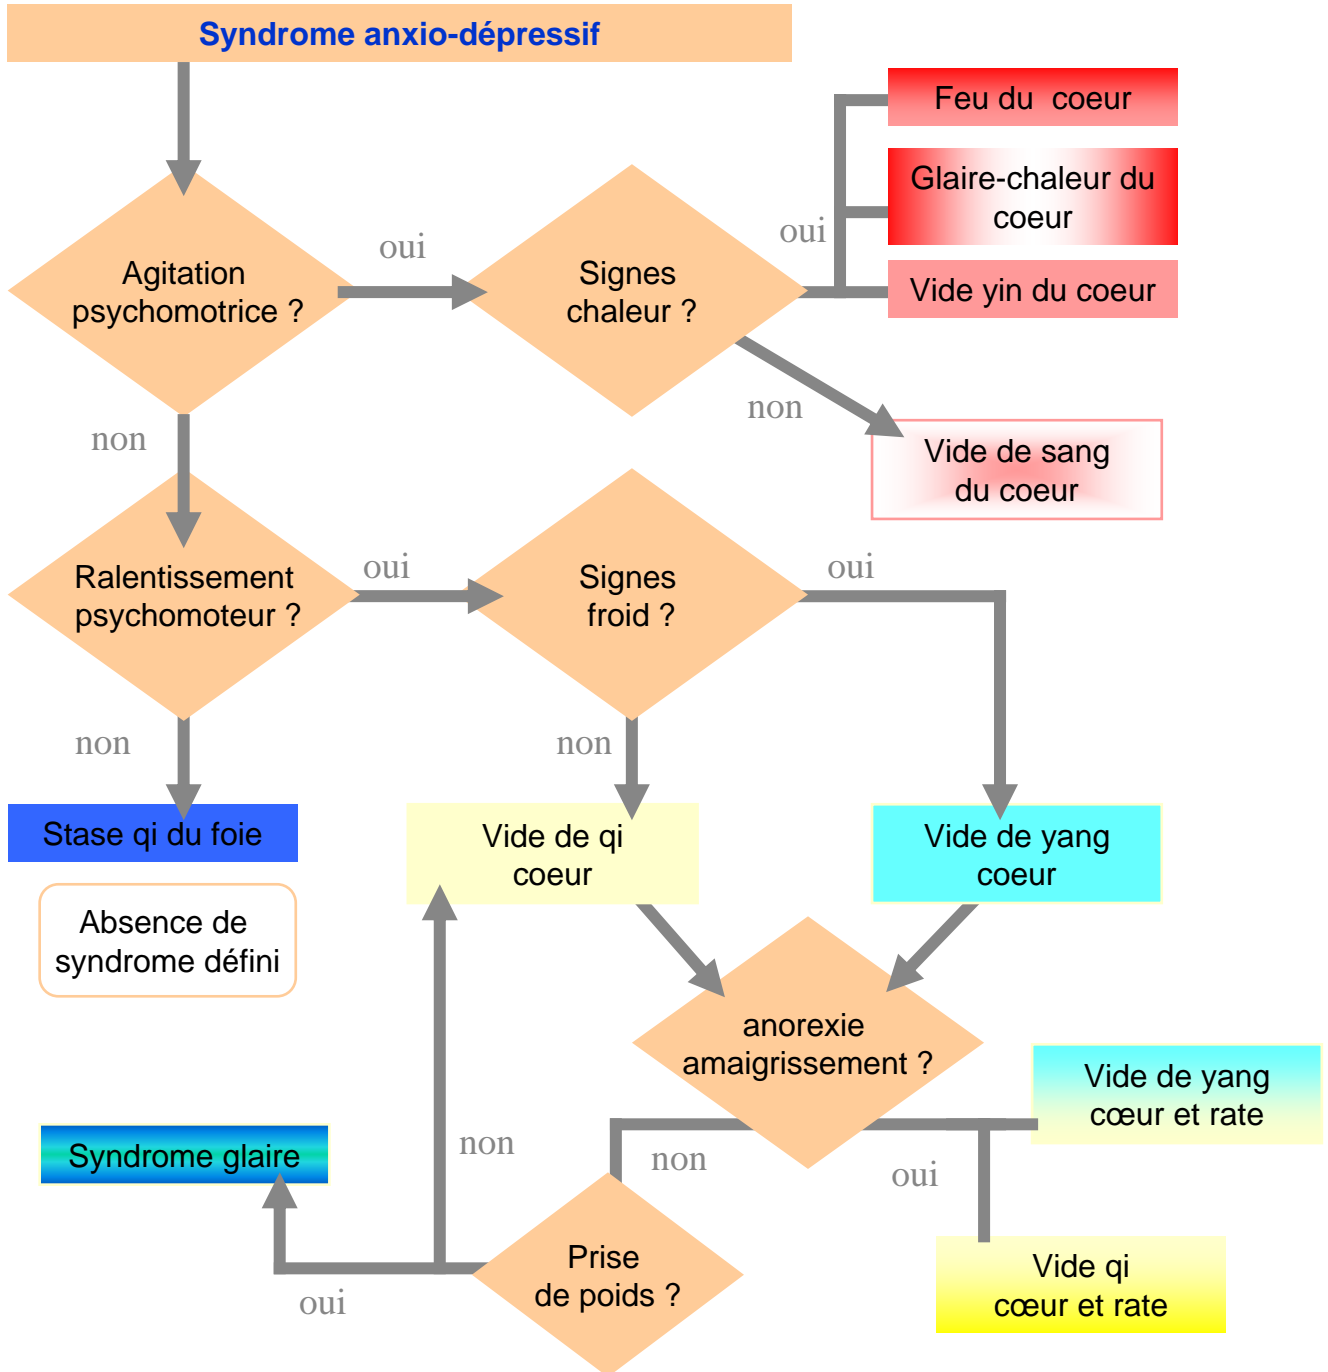 Syndrome anxio-dépressif
Feu du coeur
Glaire-chaleur du
coeur
oui
oui
Agitation
psychomotrice ?
Signes
chaleur ?
Vide yin du coeur
non
non
Vide de sang
du coeur
Ralentissement
psychomoteur ?
oui
Signes
froid ?
oui
non
non
Stase qi du foie
Vide de qi
coeur
Vide de yang
coeur
Absence de
syndrome défini
anorexie
amaigrissement ?
Vide de yang
cœur et rate
Syndrome glaire
non
non
oui
Prise
de poids ?
Vide qi
cœur et rate
oui